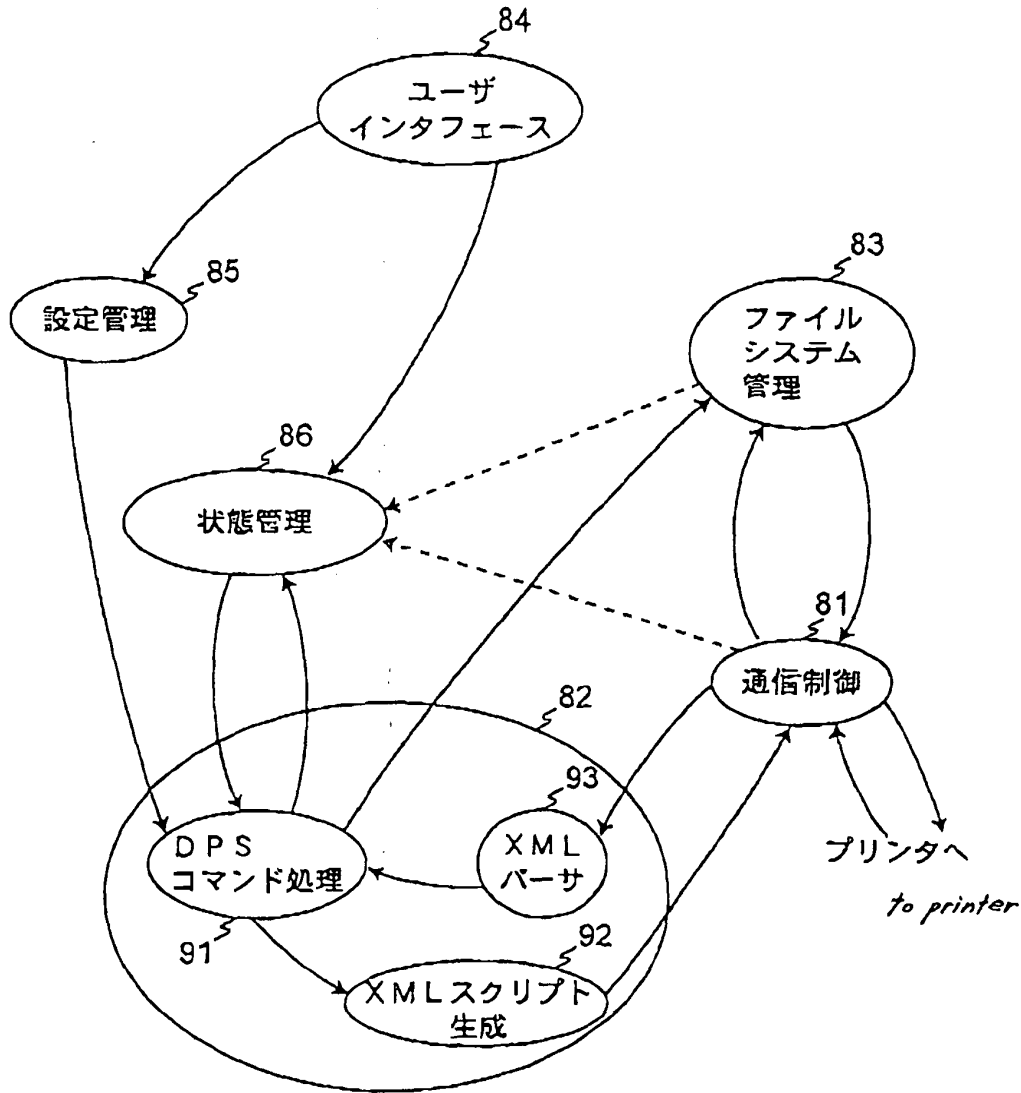 84
ユーザ
インタフェース
85
設定管理
83
ファイル
システム
管理
86
状態管理
81
通信制御
82
93
XML
パーサ
DPS
コマンド処理
91
92
XMLスクリプト
生成
プリンタへ
to printer